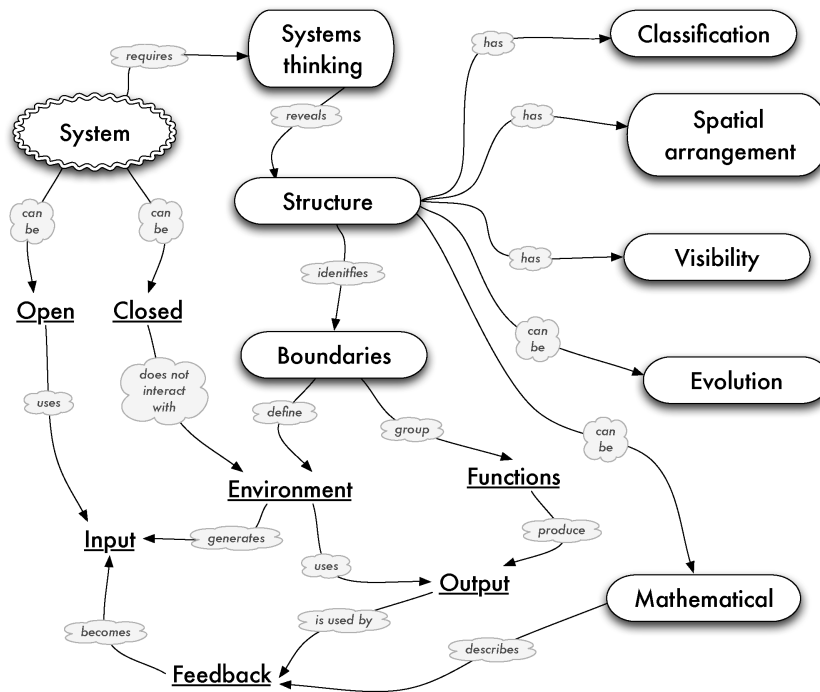 Systems
thinking
Classification
has
requires
System
reveals
has
Spatial
arrangement
Structure
can
be
can
be
has
Visibility
idenitfies
Open
Closed
Boundaries
can
be
Evolution
does not
interact
with
uses
define
group
can
be
Environment
Functions
Input
generates
produce
uses
Output
Mathematical
becomes
is used by
describes
Feedback